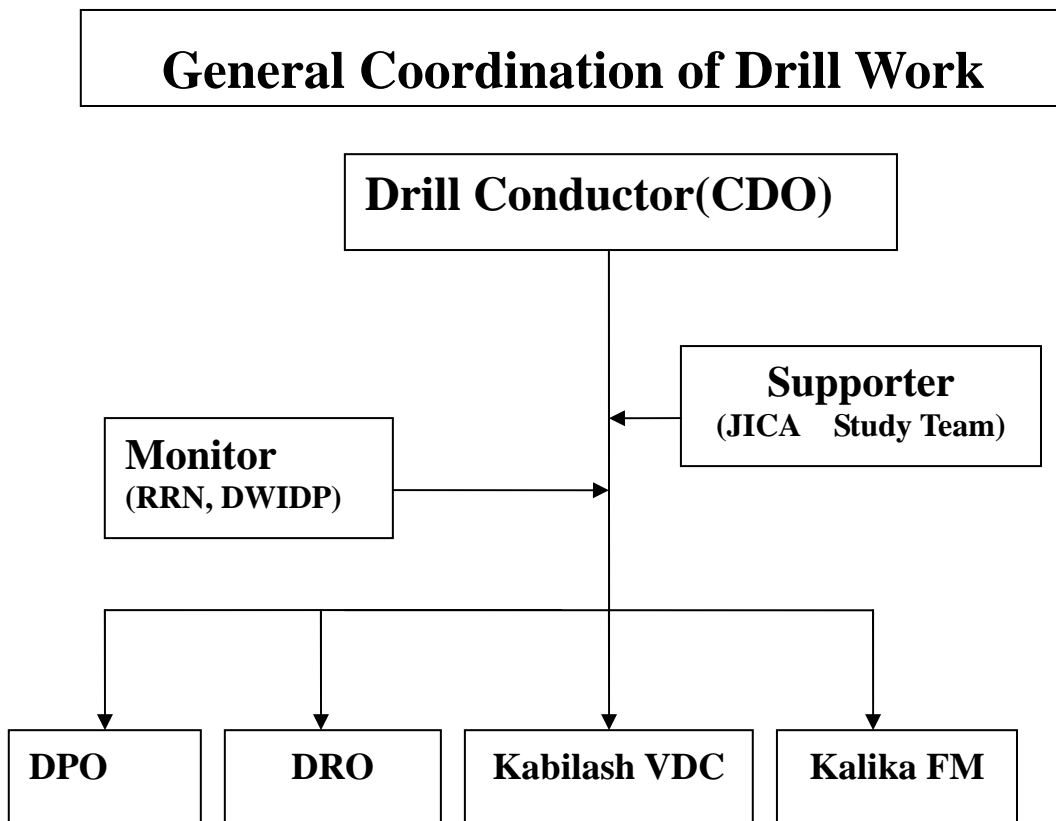 General Coordination of Drill Work
Drill Conductor(CDO)
Supporter
(JICA Study Team)
Monitor
(RRN, DWIDP)
DPO
DRO
Kabilash VDC
Kalika FM